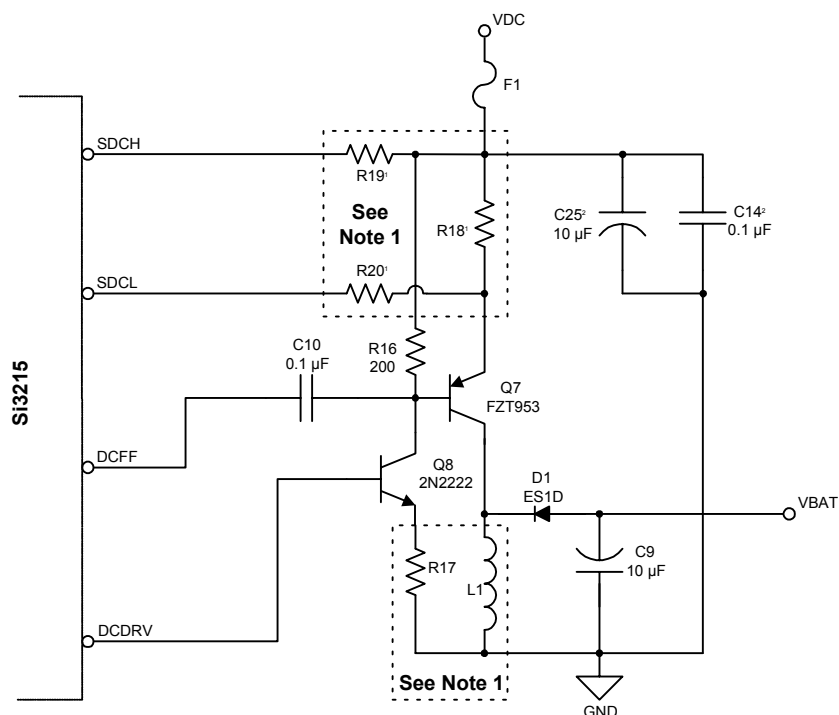 VDC
F1
SDCH
R19¹
See
Note 1
R18¹
C25²
10 µF
C14²
0.1 µF
SDCL
R20¹
R16
200
C10
0.1 µF
Q7
FZT953
Si3215
DCFF
Q8
2N2222
D1
ES1D
VBAT
R17
L1
C9
10 µF
DCDRV
See Note 1
GND